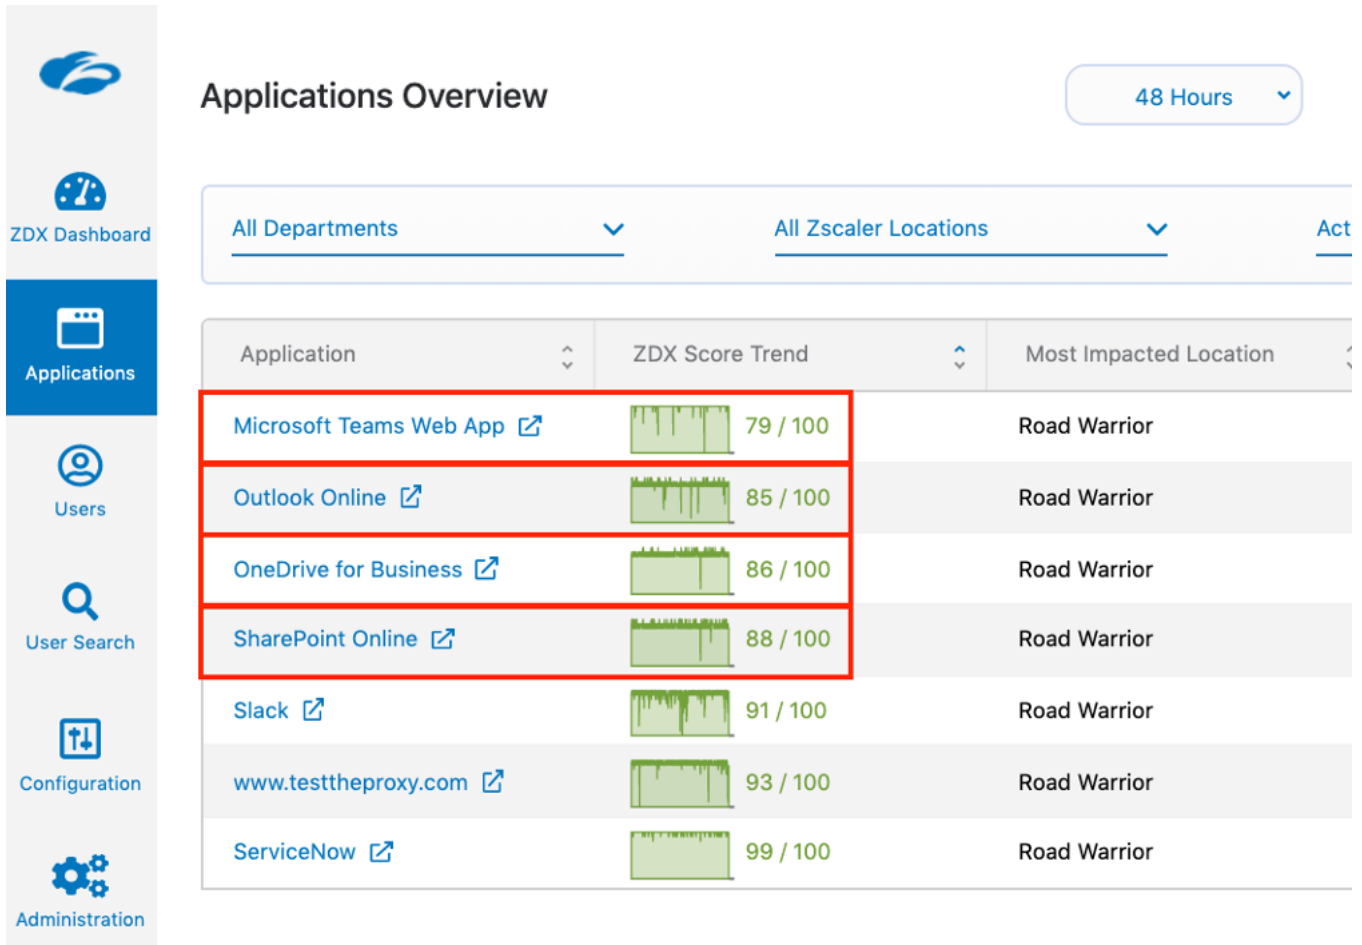 Applications Overview
48 Hours
ZDX Dashboard
All Departments
All Zscaler Locations
Act
Applications
Application
ZDX Score Trend
Most Impacted Location
Microsoft Teams Web App
79 / 100
Road Warrior
Outlook Online
85 / 100
Road Warrior
Users
OneDrive for Business
86 / 100
Road Warrior
User Search
SharePoint Online
88 / 100
Road Warrior
Slack
91 / 100
Road Warrior
Configuration
www.testtheproxy.com
93 / 100
Road Warrior
ServiceNow
99 / 100
Road Warrior
Administration